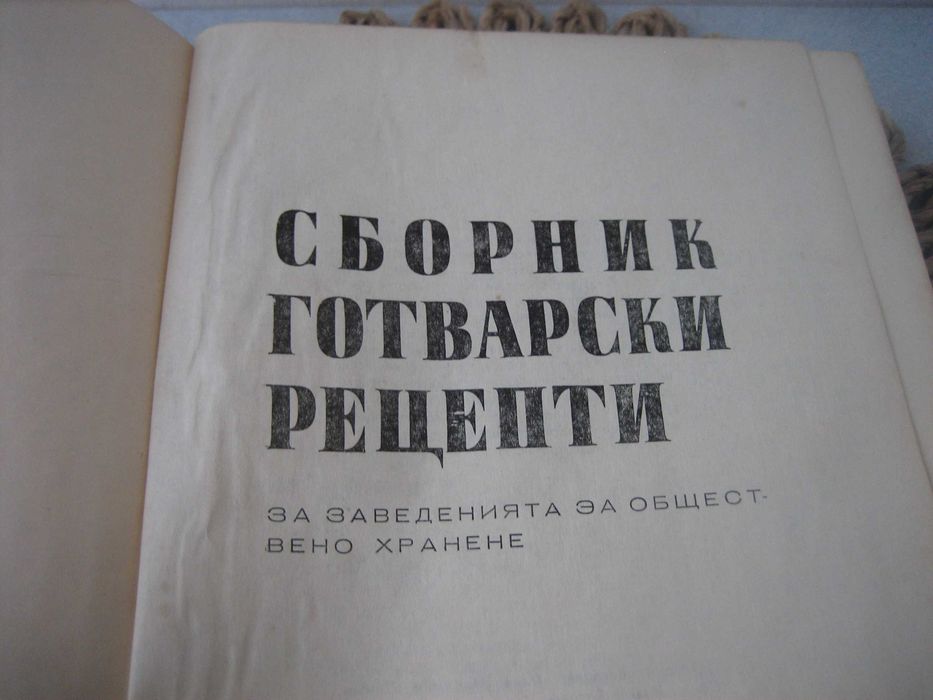 СБОРНИК
ГОТВАРСКИ
РЕЦЕПТИ
ЗА ЗАВЕДЕНИЯТА ЗА ОБЩЕСТ-
ВЕНО ХРАНЕНЕ